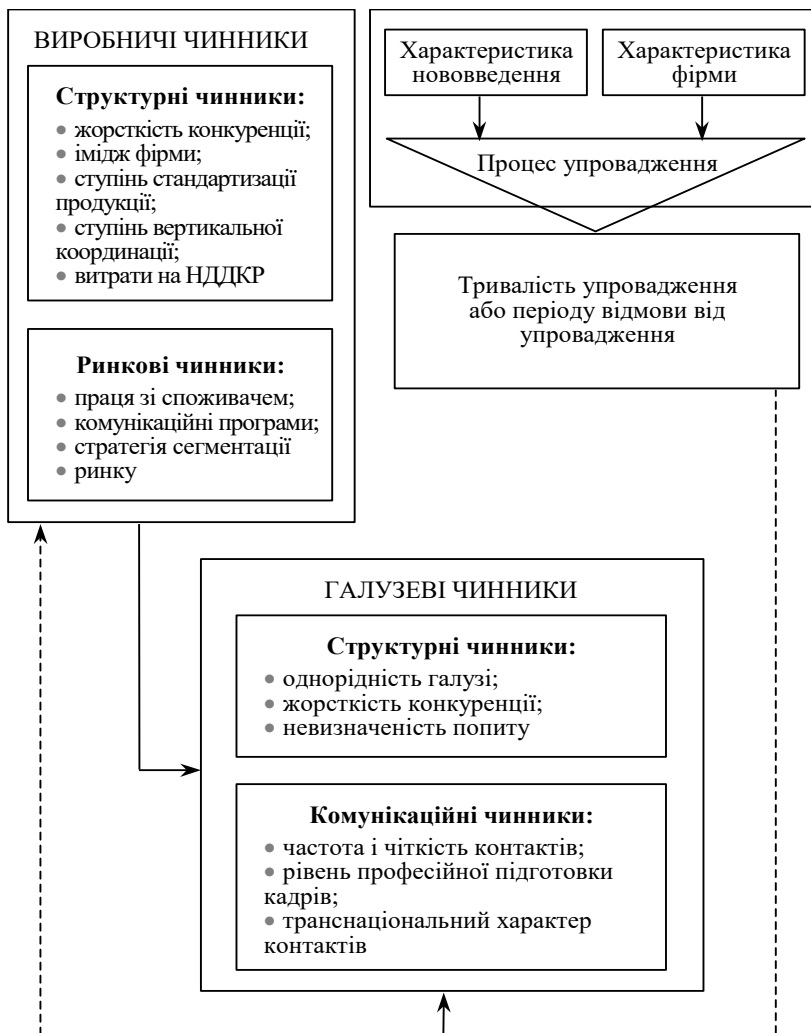 ВИРОБНИЧІ ЧИННИКИ
Структурні чинники:
• жорсткість конкуренції;
• імідж фірми;
• ступінь стандартизації
продукції;
• ступінь вертикальної
координації;
• витрати на НДДКР
Ринкові чинники:
• праця зі споживачем;
• комунікаційні програми;
• стратегія сегментації
• ринку
Характеристика
нововведення
Характеристика
фірми
Процес упровадження
Тривалість упровадження
або періоду відмови від
упровадження
ГАЛУЗЕВІ ЧИННИКИ
Структурні чинники:
• однорідність галузі;
• жорсткість конкуренції;
• невизначеність попиту
Комунікаційні чинники:
• частота і чіткість контактів;
• рівень професійної підготовки
кадрів;
• транснаціональний характер
контактів